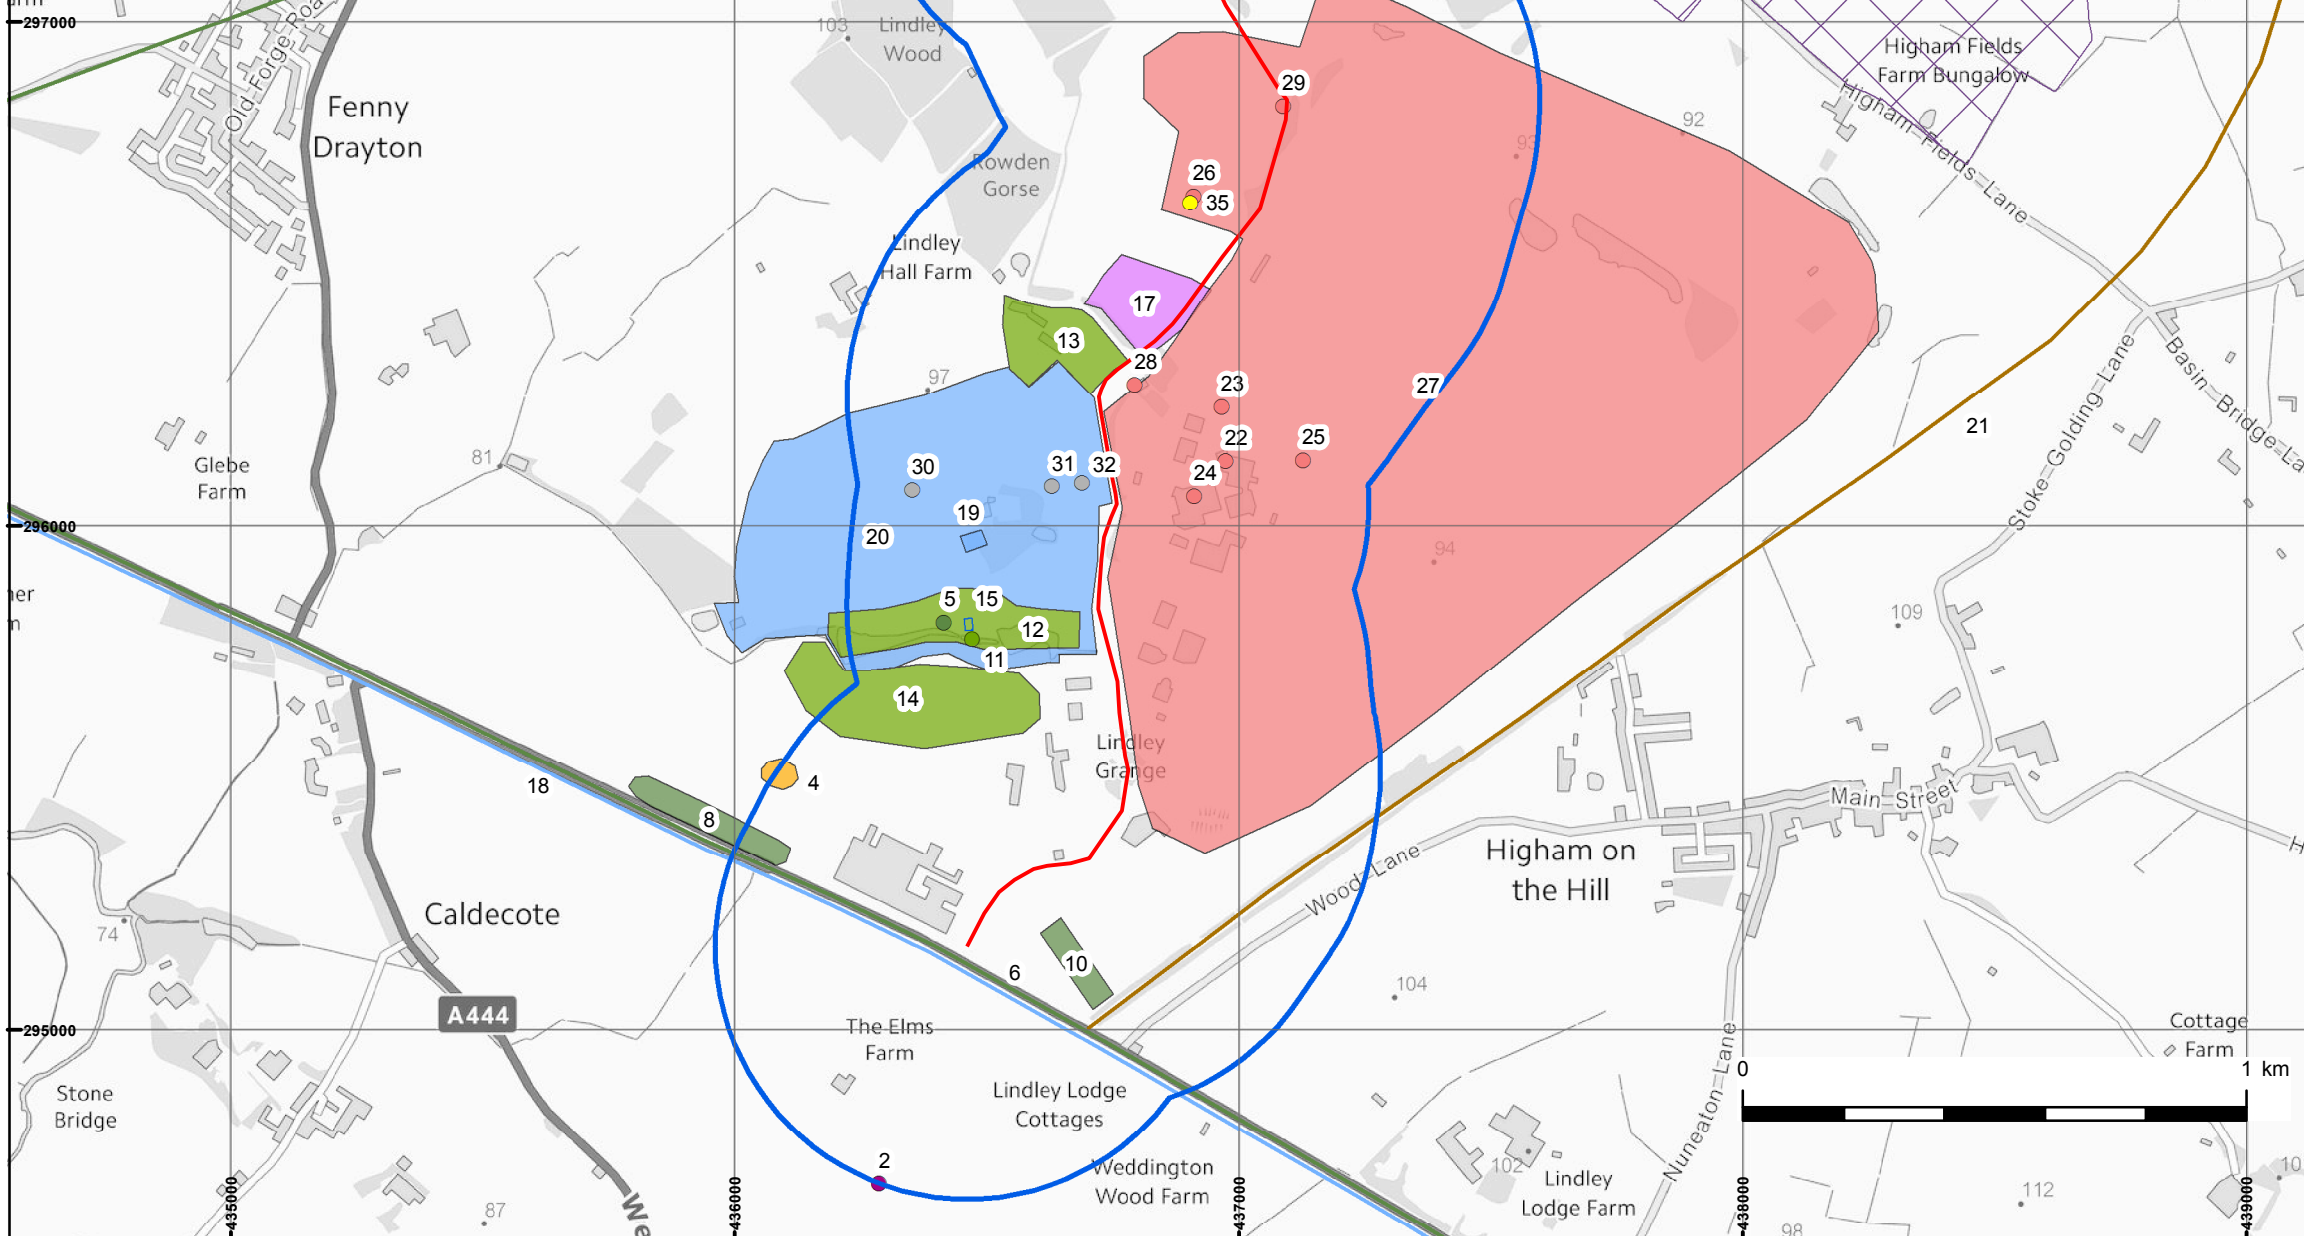 297000
Old Forge Road
Fenny
Drayton
103
Lindley
Wood
Rowden
Gorse
29
26
35
92
93
Higham Fields
Farm Bungalow
Higham Fields Lane
Lindley
Hall Farm
17
13
28
97
23
22
25
24
27
21
Stoke Golding Lane
Basin Bridge La
Glebe
Farm
81
30
31
32
19
20
296000
94
109
5
15
12
11
14
Lindley
Grange
4
18
8
Main Street
Higham on
the Hill
Wood Lane
Caldecote
74
A444
6
10
104
295000
The Elms
Farm
Lindley Lodge
Cottages
Cottage
Farm
0
1 km
Stone
Bridge
2
Weddington
Wood Farm
Nuneaton Lane
102
Lindley
Lodge Farm
112
10
87
98
We
435000
436000
437000
438000
439000